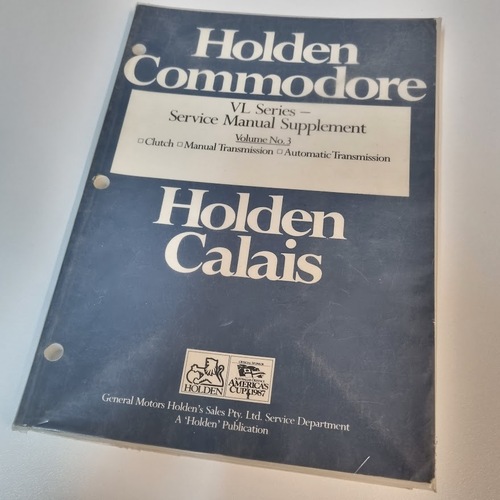 Holden
Commodore
VL Series –
Service Manual Supplement
Volume No. 3
□ Clutch □ Manual Transmission □ Automatic Transmission
Holden
Calais
HOLDEN
AMERICA'S
CUP 1987
General Motors Holden's Sales Pty. Ltd. Service Department
A 'Holden' Publication